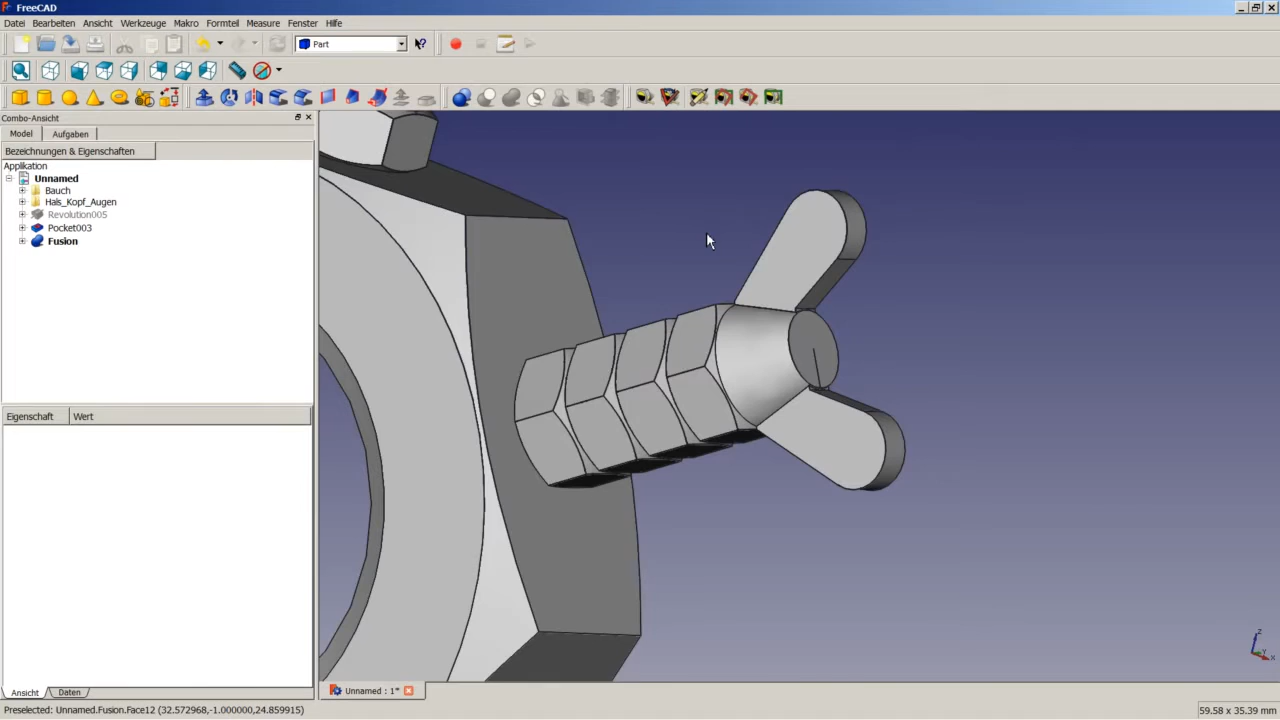 FreeCAD
Datei Bearbeiten Ansicht Werkzeuge Makro Formteil Measure Fenster Hilfe
Part
Combo-Ansicht
Model Aufgaben
Bezeichnungen & Eigenschaften
Applikation
Unnamed
Bauch
Hals_Kopf_Augen
Revolution005
Pocket003
Fusion
Eigenschaft Wert
Z
Y
X
Ansicht Daten
Unnamed : 1*
Preselected: Unnamed.Fusion.Face12 (32.572968,-1.000000,24.859915)
59.58 x 35.39 mm